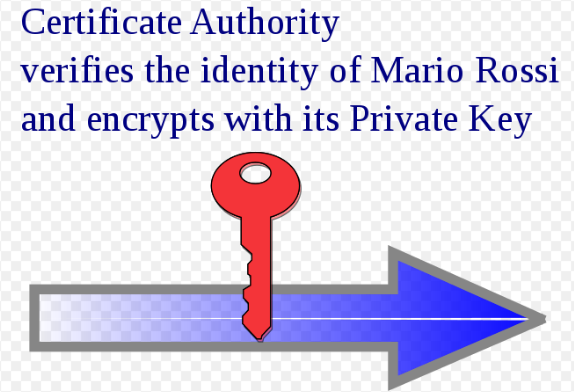 Certificate Authority
verifies the identity of Mario Rossi
and encrypts with its Private Key